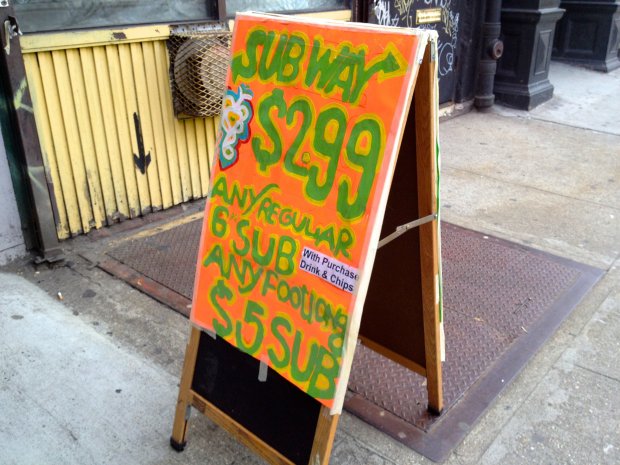 SUBWAY
$2.99
ANY REGULAR
6" SUB
With Purchase
Drink & Chips
ANY FOOTLONG
$5 SUB